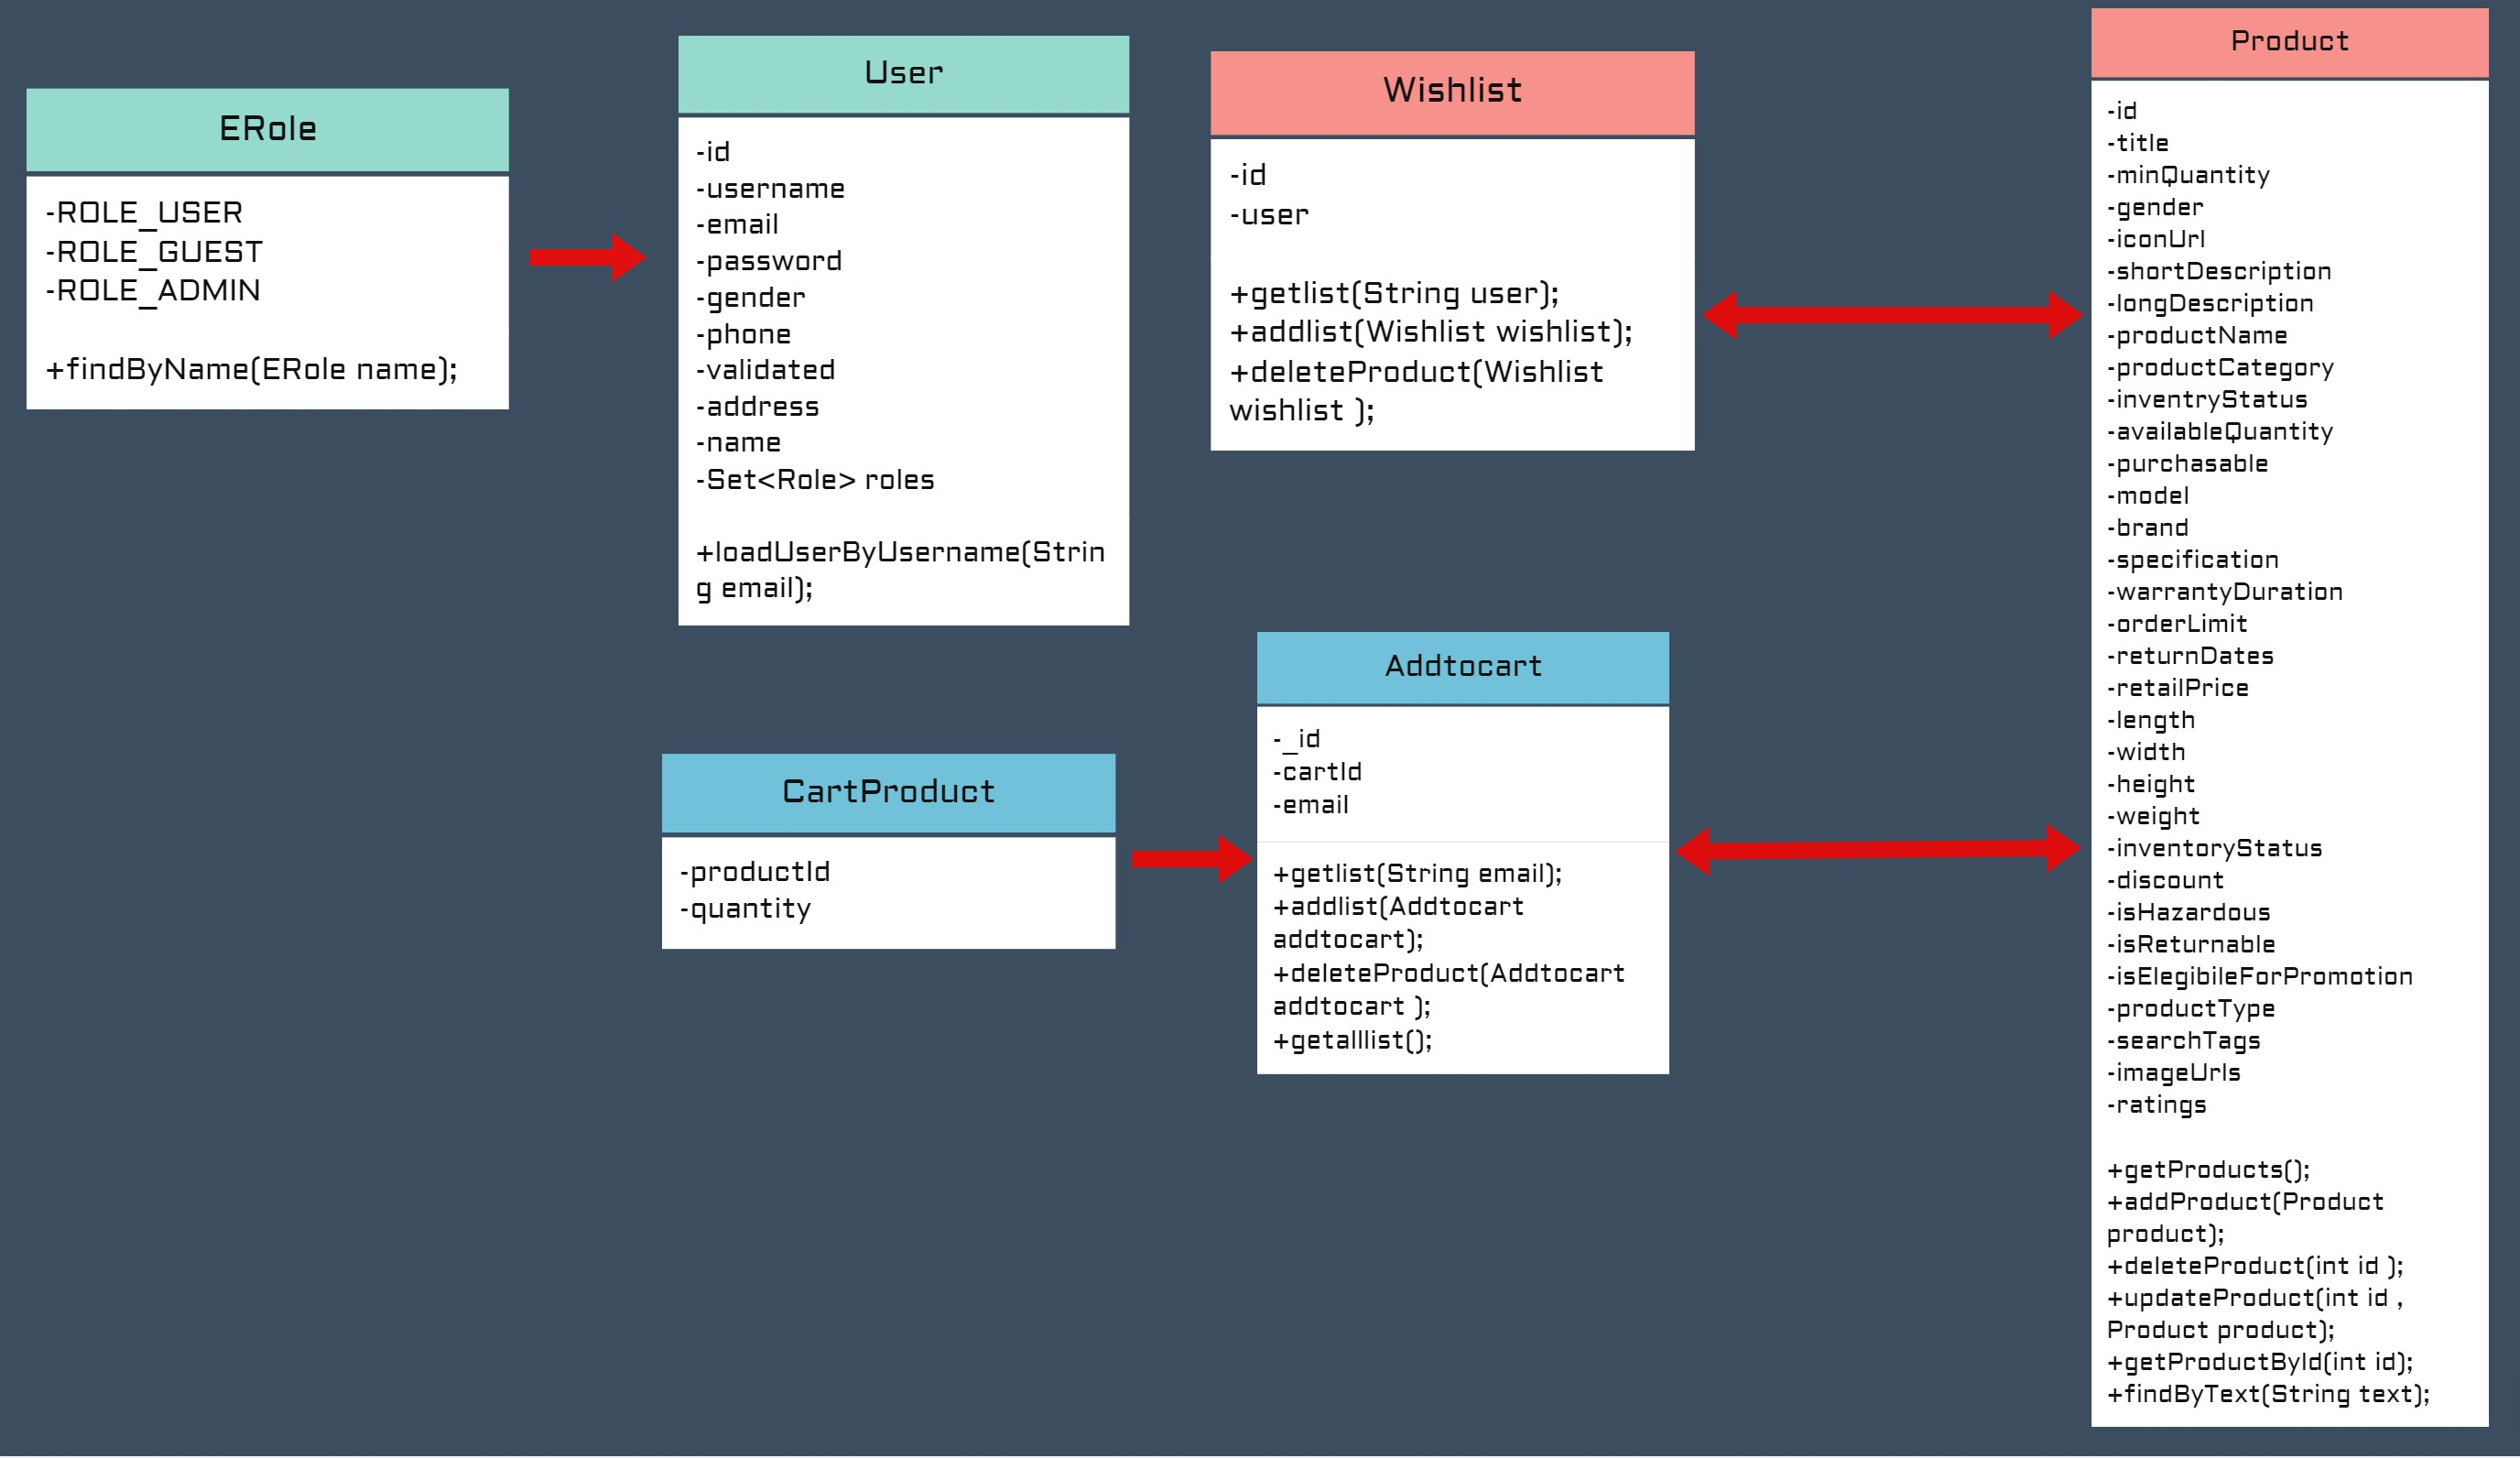 ERole
-ROLE_USER
-ROLE_GUEST
-ROLE_ADMIN
+findByName(ERole name);
User
-id
-username
-email
-password
-gender
-phone
-validated
-address
-name
-Set<Role> roles
+loadUserByUsername(Strin
g email);
Wishlist
-id
-user
+getlist(String user);
+addlist(Wishlist wishlist);
+deleteProduct(Wishlist
wishlist );
CartProduct
-productId
-quantity
Addtocart
-_id
-cartId
-email
+getlist(String email);
+addlist(Addtocart
addtocart);
+deleteProduct(Addtocart
addtocart );
+getalllist();
Product
-id
-title
-minQuantity
-gender
-iconUrl
-shortDescription
-longDescription
-productName
-productCategory
-inventryStatus
-availableQuantity
-purchasable
-model
-brand
-specification
-warrantyDuration
-orderLimit
-returnDates
-retailPrice
-length
-width
-height
-weight
-inventoryStatus
-discount
-isHazardous
-isReturnable
-isElegibileForPromotion
-productType
-searchTags
-imageUrls
-ratings
+getProducts();
+addProduct(Product
product);
+deleteProduct(int id );
+updateProduct(int id ,
Product product);
+getProductById(int id);
+findByText(String text);